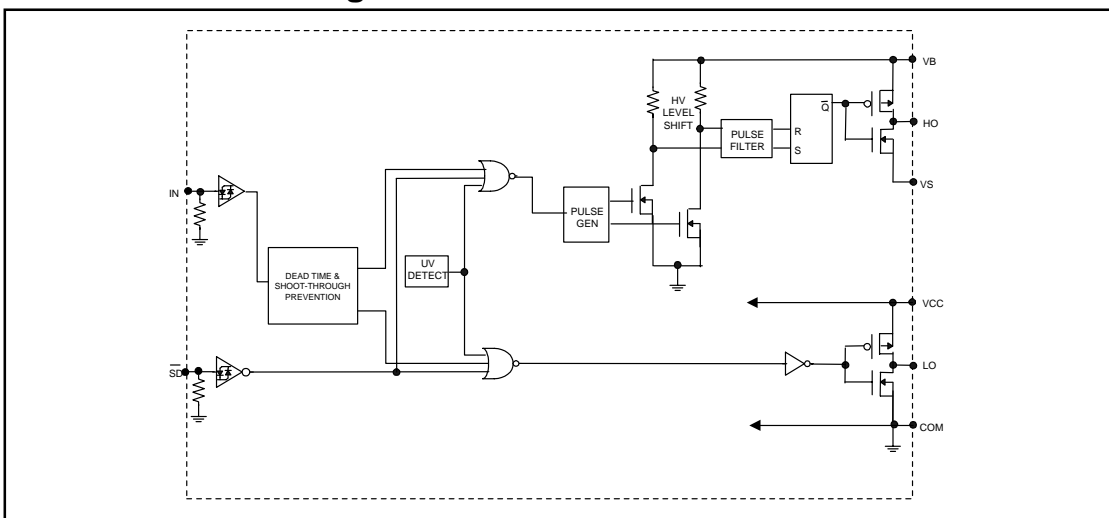 g
VB
HV
LEVEL
SHIFT
Q
PULSE
FILTER
R
S
HO
VS
IN
PULSE
GEN
UV
DETECT
DEAD TIME &
SHOOT-THROUGH
PREVENTION
VCC
SD
LO
COM